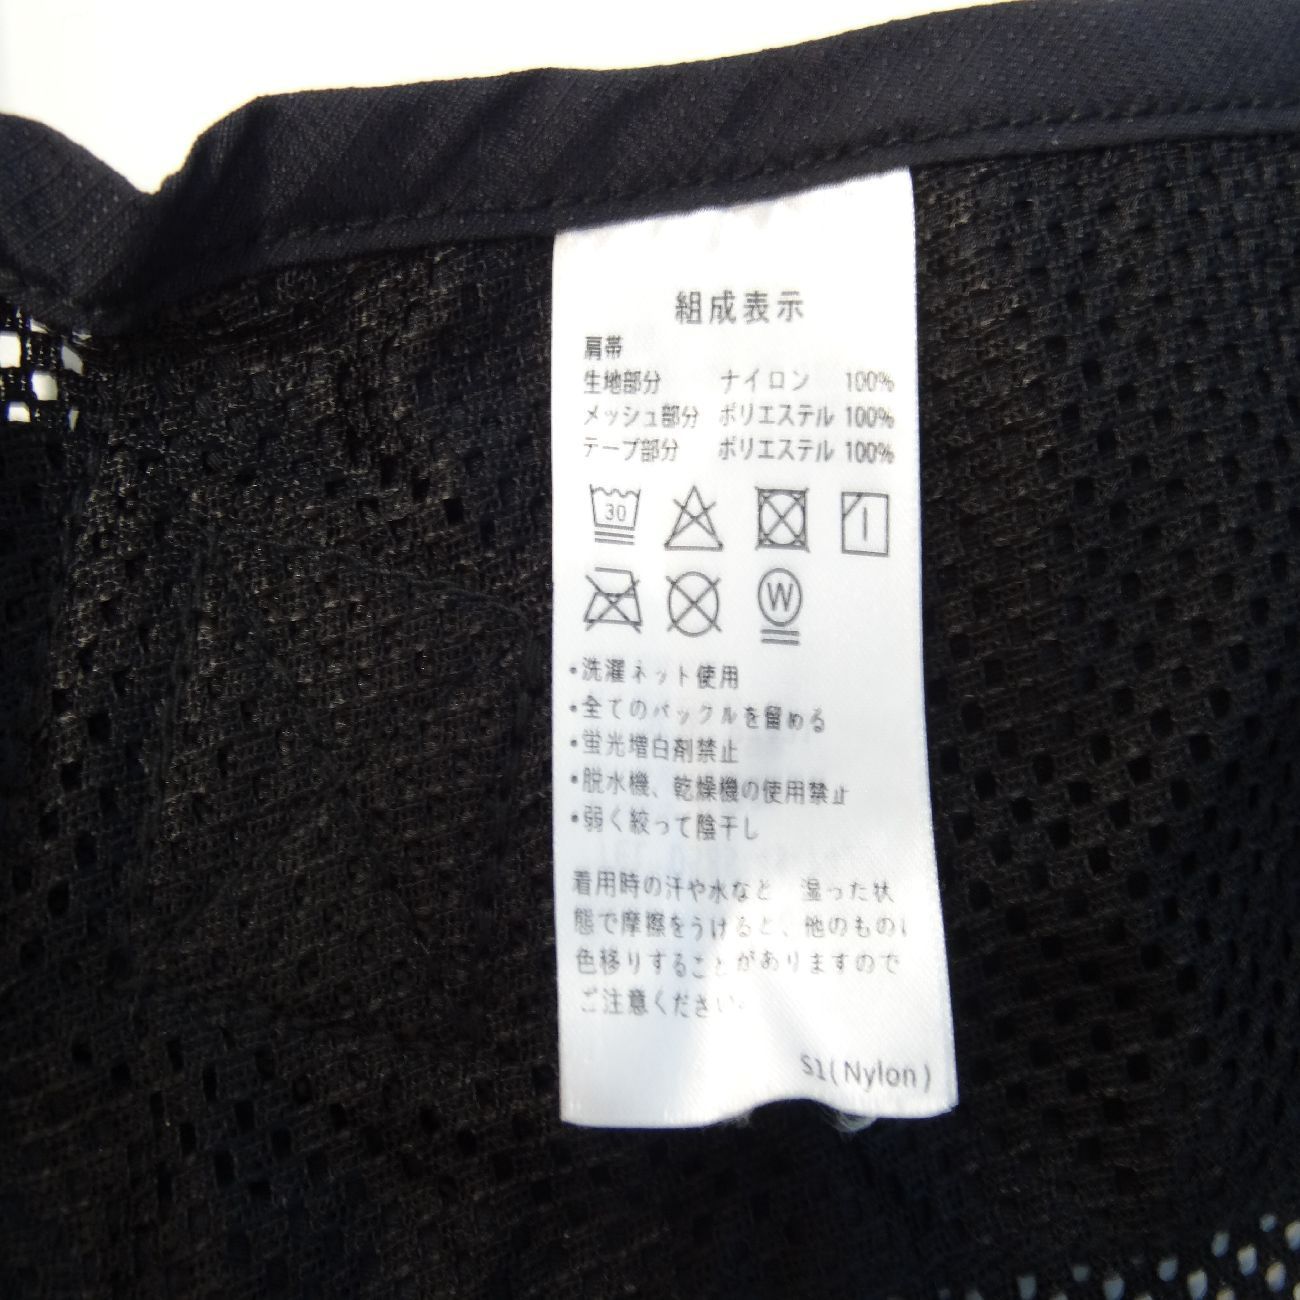 組成表示
肩帯
生地部分 ナイロン 100%
メッシュ部分 ポリエステル 100%
テープ部分 ポリエステル 100%
30
W
•洗濯ネット使用
•全てのバックルを留める
•蛍光増白剤禁止
•脱水機、乾燥機の使用禁止
•弱く絞って陰干し
着用時の汗や水など、湿った状
態で摩擦をうけると、他のものに
色移りすることがありますので
ご注意ください。
S1(Nylon)